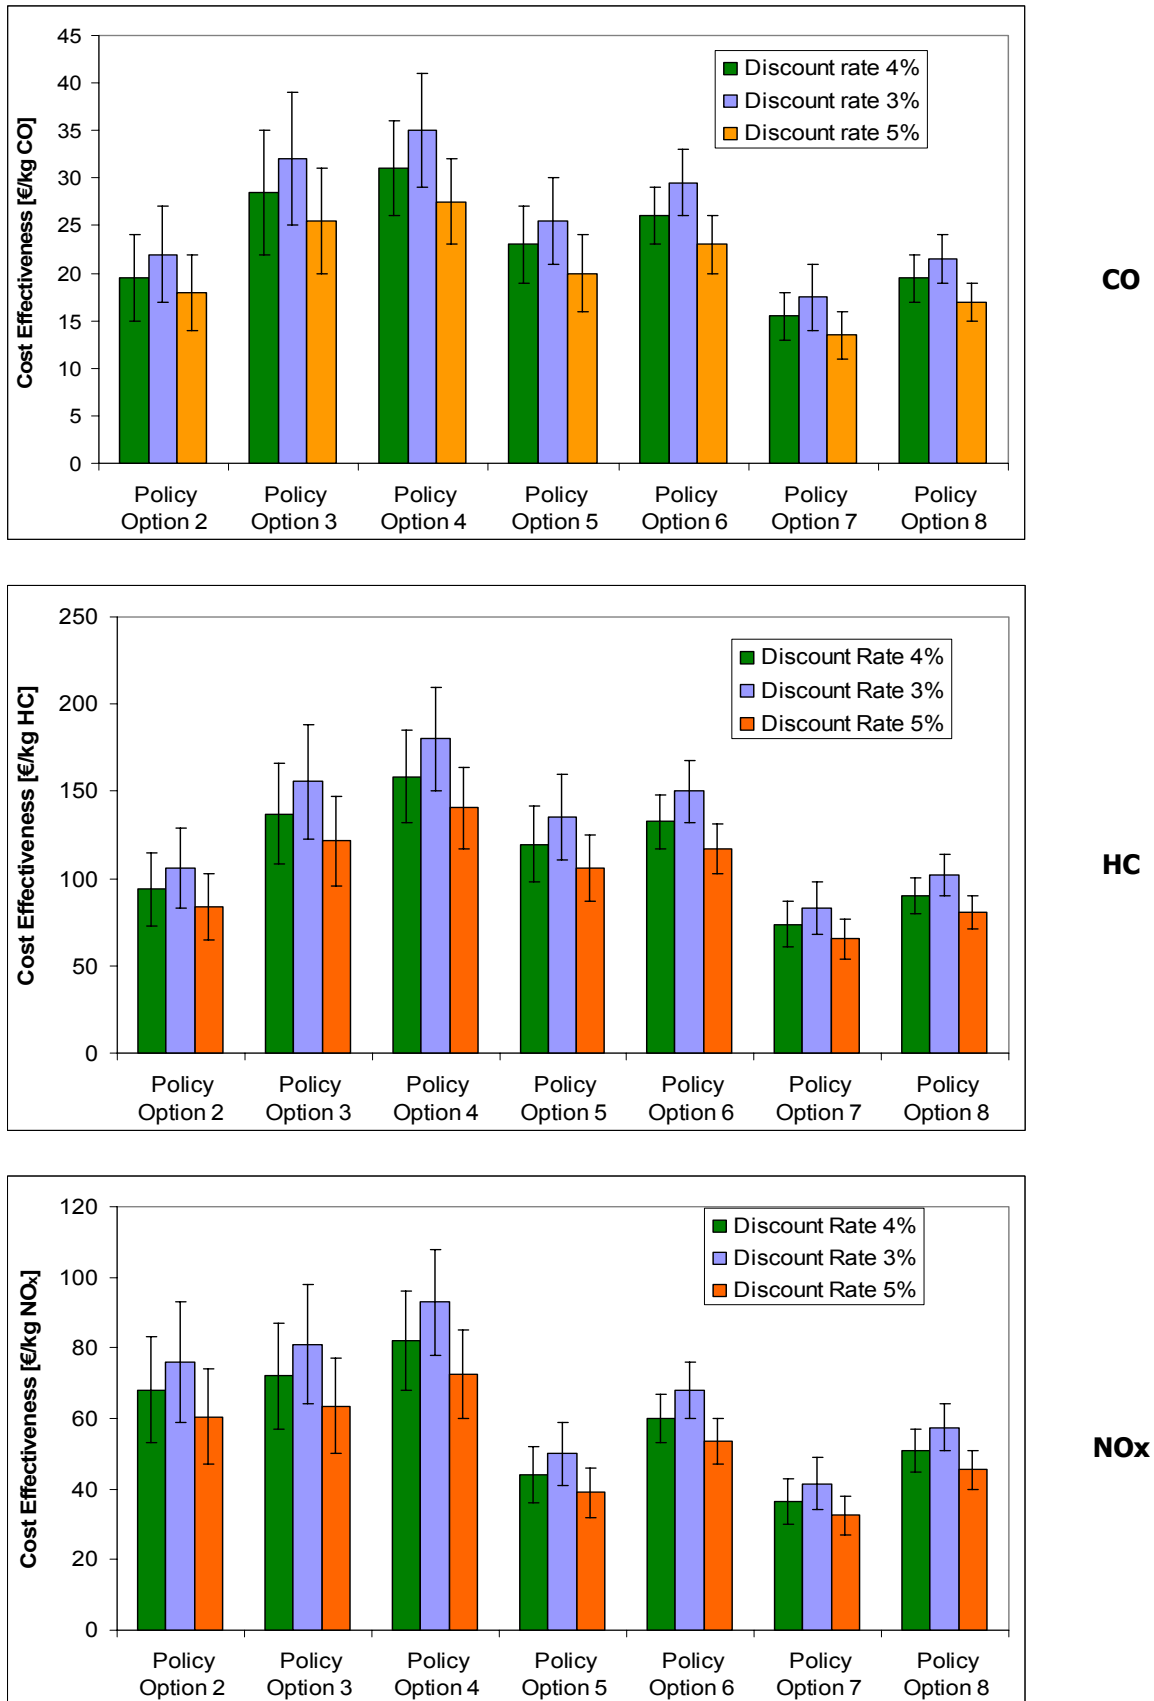 Cost Effectiveness [€/kg CO]
45
40
35
30
25
20
15
10
5
0
Discount rate 4%
Discount rate 3%
Discount rate 5%
Policy Option 2
Policy Option 3
Policy Option 4
Policy Option 5
Policy Option 6
Policy Option 7
Policy Option 8
CO
Cost Effectiveness [€/kg HC]
250
200
150
100
50
0
Discount Rate 4%
Discount Rate 3%
Discount Rate 5%
Policy Option 2
Policy Option 3
Policy Option 4
Policy Option 5
Policy Option 6
Policy Option 7
Policy Option 8
HC
Cost Effectiveness [€/kg NOx]
120
100
80
60
40
20
0
Discount Rate 4%
Discount Rate 3%
Discount Rate 5%
Policy Option 2
Policy Option 3
Policy Option 4
Policy Option 5
Policy Option 6
Policy Option 7
Policy Option 8
NOx